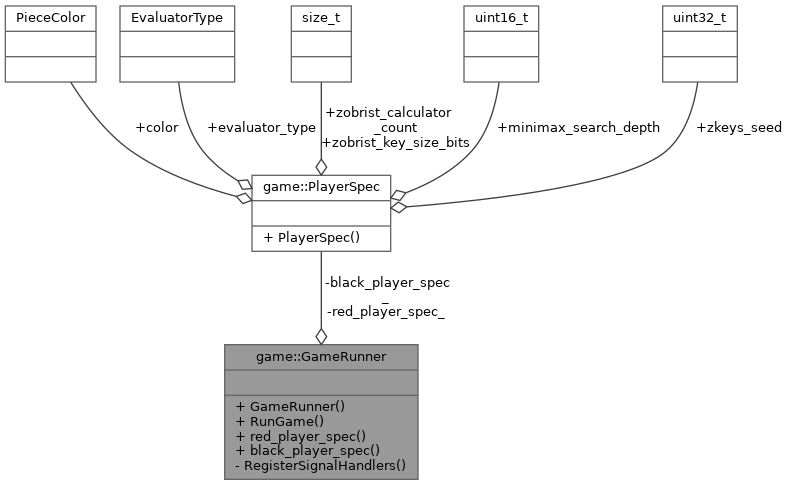 PieceColor
EvaluatorType
size_t
uint16_t
uint32_t
+color
+evaluator_type
+zobrist_calculator
_count
+zobrist_key_size_bits
+minimax_search_depth
+zkeys_seed
game::PlayerSpec
+ PlayerSpec()
-black_player_spec
_
-red_player_spec_
game::GameRunner
+ GameRunner()
+ RunGame()
+ red_player_spec()
+ black_player_spec()
- RegisterSignalHandlers()